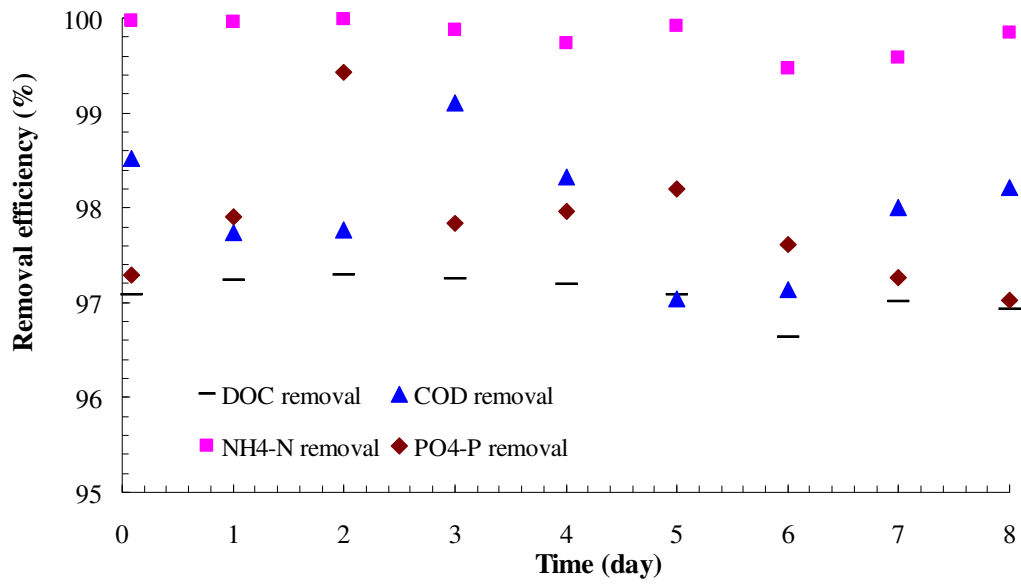 100
99
98
97
96
95
Removal efficiency (%)
DOC removal
COD removal
NH4-N removal
PO4-P removal
0 1 2 3 4 5 6 7 8
Time (day)